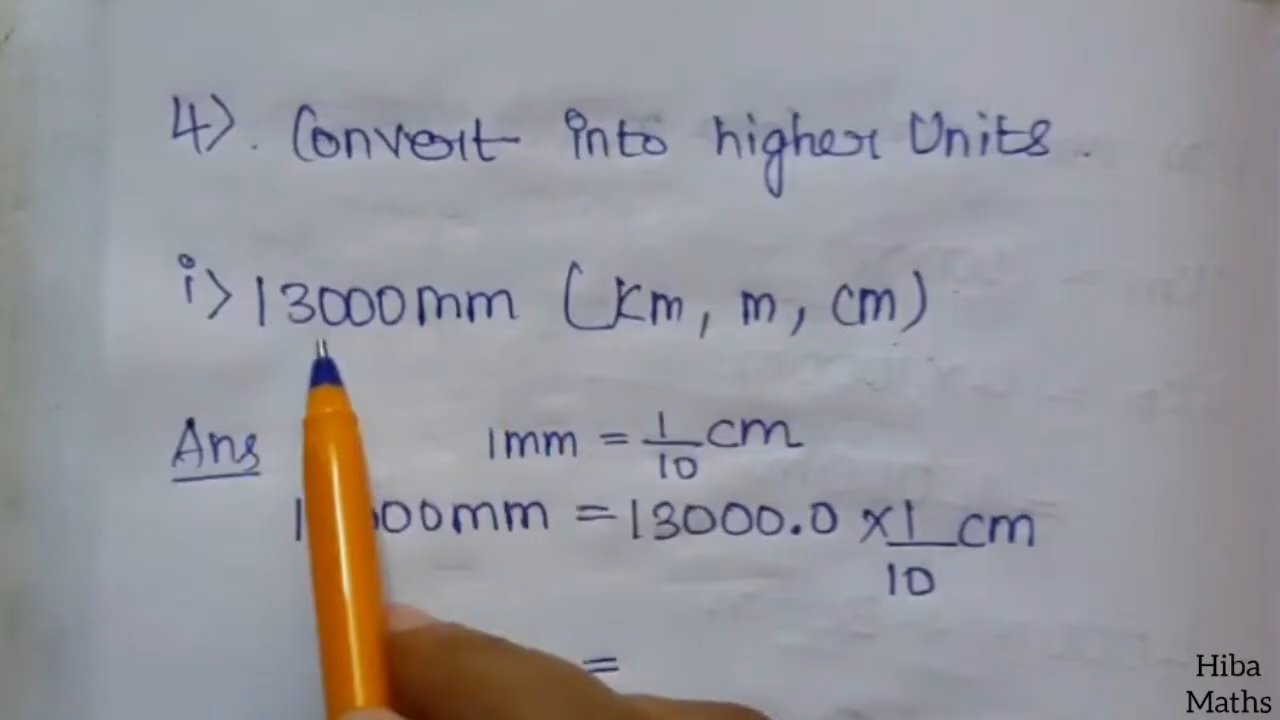 4). Convert into higher Units.
i> 13000mm (Km, m, cm)
Ans 1mm = 1/10 cm
= 13000.0 × 1/10 cm
=
Hiba
Maths